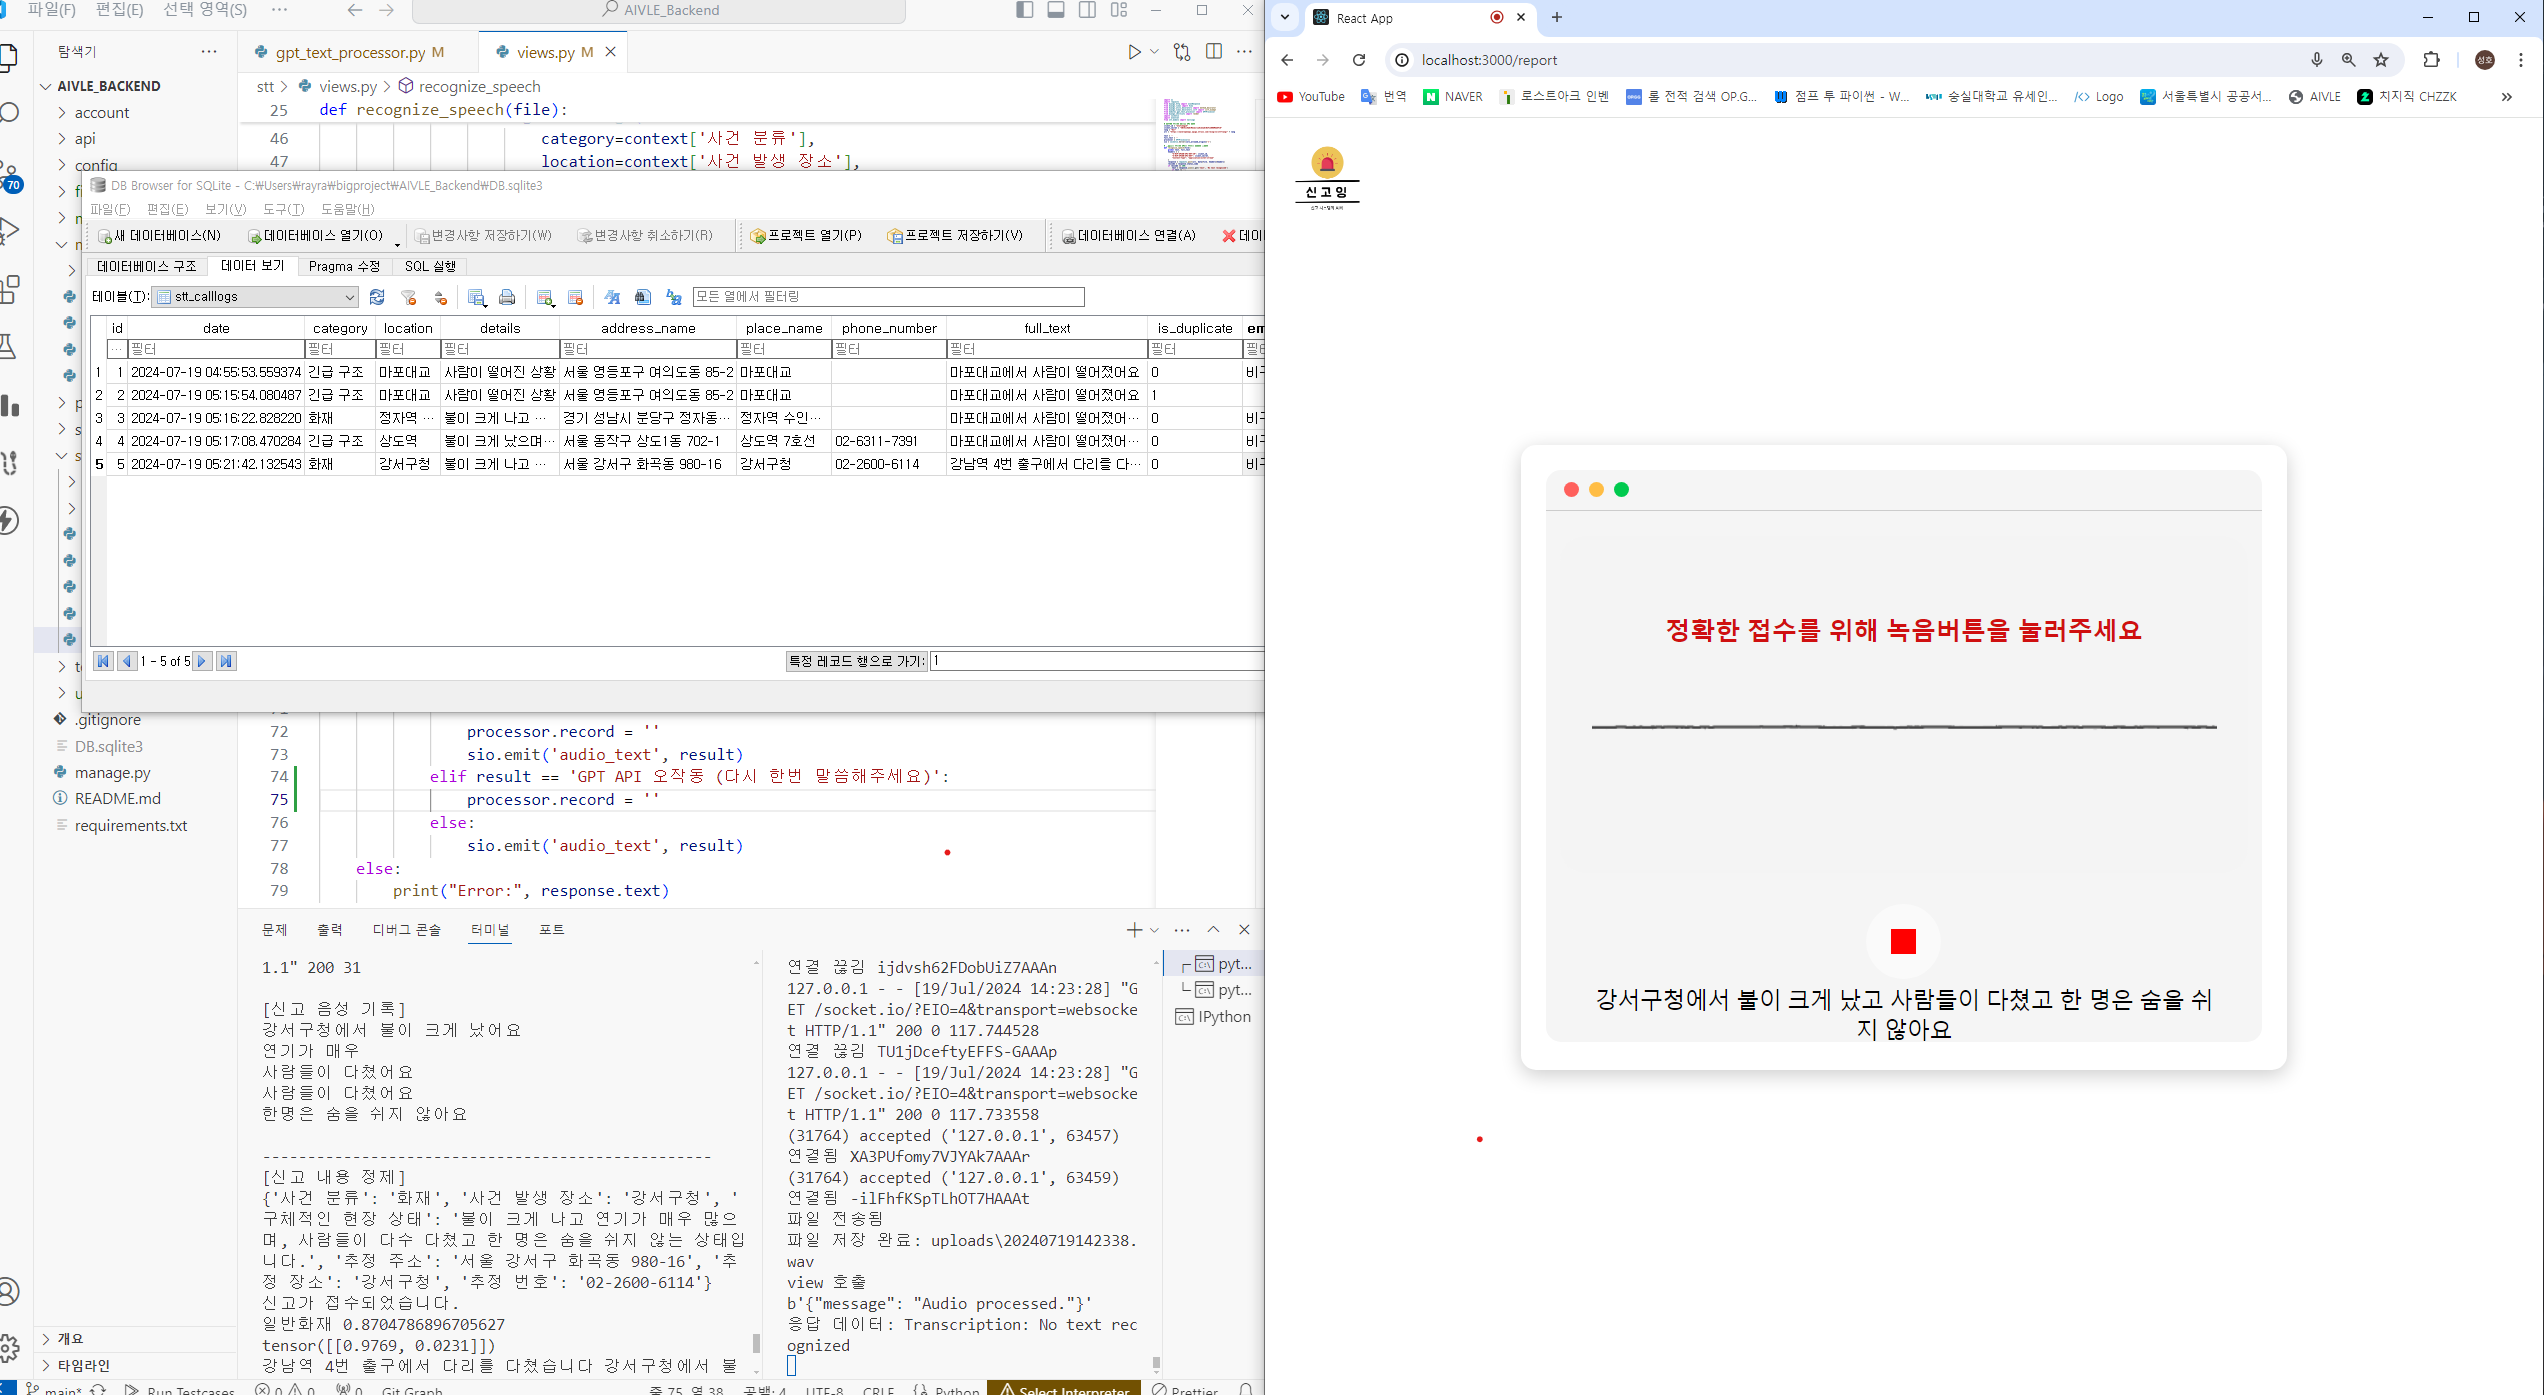 파일(F) 편집(E) 선택 영역(S) ··· AIVLE_Backend
탐색기 ···
AIVLE_BACKEND
account
api
config
70
.gitignore
DB.sqlite3
manage.py
README.md
requirements.txt
개요
타임라인
gpt_text_processor.py M views.py M
stt > views.py > recognize_speech
25 def recognize_speech(file):
46 category=context['사건 분류'],
47 location=context['사건 발생 장소'],
DB Browser for SQLite - C:₩Users₩rayra₩bigproject₩AIVLE_Backend₩DB.sqlite3
파일(F) 편집(E) 보기(V) 도구(T) 도움말(H)
새 데이터베이스(N) 데이터베이스 열기(O) 변경사항 저장하기(W) 변경사항 취소하기(R) 프로젝트 열기(P) 프로젝트 저장하기(V) 데이터베이스 연결(A) 데이
데이터베이스 구조 데이터 보기 Pragma 수정 SQL 실행
테이블(T): stt_calllogs 모든 열에서 필터링
id date category location details address_name place_name phone_number full_text is_duplicate em
··· 필터 필터 필터 필터 필터 필터 필터 필터 필터
1 1 2024-07-19 04:55:53.559374 긴급 구조 마포대교 사람이 떨어진 상황 서울 영등포구 여의도동 85-2 마포대교 마포대교에서 사람이 떨어졌어요 0
2 2 2024-07-19 05:15:54.080487 긴급 구조 마포대교 사람이 떨어진 상황 서울 영등포구 여의도동 85-2 마포대교 마포대교에서 사람이 떨어졌어요 1
3 3 2024-07-19 05:16:22.828220 화재 정자역 ··· 불이 크게 나고 ··· 경기 성남시 분당구 정자동··· 정자역 수인··· 마포대교에서 사람이 떨어졌어··· 0
4 4 2024-07-19 05:17:08.470284 긴급 구조 상도역 불이 크게 났으며··· 서울 동작구 상도1동 702-1 상도역 7호선 02-6311-7391 마포대교에서 사람이 떨어졌어··· 0
5 5 2024-07-19 05:21:42.132543 화재 강서구청 불이 크게 나고 ··· 서울 강서구 화곡동 980-16 강서구청 02-2600-6114 강남역 4번 출구에서 다리를 다··· 0
1 - 5 of 5 특정 레코드 행으로 가기: 1
72 processor.record = ''
73 sio.emit('audio_text', result)
74 elif result == 'GPT API 오작동 (다시 한번 말씀해주세요)':
75 processor.record = ''
76 else:
77 sio.emit('audio_text', result)
78 else:
79 print("Error:", response.text)
문제 출력 디버그 콘솔 터미널 포트
1.1" 200 31
[신고 음성 기록]
강서구청에서 불이 크게 났어요
연기가 매우
사람들이 다쳤어요
사람들이 다쳤어요
한명은 숨을 쉬지 않아요
--------------------------------------------------
[신고 내용 정제]
{'사건 분류': '화재', '사건 발생 장소': '강서구청', '
구체적인 현장 상태': '불이 크게 나고 연기가 매우 많으
며, 사람들이 다수 다쳤고 한 명은 숨을 쉬지 않는 상태입
니다.', '추정 주소': '서울 강서구 화곡동 980-16', '추
정 장소': '강서구청', '추정 번호': '02-2600-6114'}
신고가 접수되었습니다.
일반화재 0.8704786896705627
tensor([[0.9769, 0.0231]])
강남역 4번 출구에서 다리를 다쳤습니다 강서구청에서 불
연결 끊김 ijdvsh62FDobUiZ7AAAn
127.0.0.1 - - [19/Jul/2024 14:23:28] "G
ET /socket.io/?EIO=4&transport=websocke
t HTTP/1.1" 200 0 117.744528
연결 끊김 TU1jDceftyEFFS-GAAAp
127.0.0.1 - - [19/Jul/2024 14:23:28] "G
ET /socket.io/?EIO=4&transport=websocke
t HTTP/1.1" 200 0 117.733558
(31764) accepted ('127.0.0.1', 63457)
연결됨 XA3PUfomy7VJYAk7AAAr
(31764) accepted ('127.0.0.1', 63459)
연결됨 -ilFhfKSpTLhOT7HAAAt
파일 전송됨
파일 저장 완료: uploads\20240719142338.
wav
view 호출
b'{"message": "Audio processed."}'
응답 데이터: Transcription: No text rec
ognized
pyt...
pyt...
IPython
main* Run Testcases 0 0 0 Git Graph 줄 75, 열 38 공백: 4 UTF-8 CRLF Python Select Interpreter Prettier
React App
localhost:3000/report 성호
YouTube 번역 NAVER 로스트아크 인벤 롤 전적 검색 OP.G... 점프 투 파이썬 - W... 숭실대학교 유세인... Logo 서울특별시 공공서... AIVLE 치지직 CHZZK »
신고잉
정확한 접수를 위해 녹음버튼을 눌러주세요
강서구청에서 불이 크게 났고 사람들이 다쳤고 한 명은 숨을 쉬
지 않아요